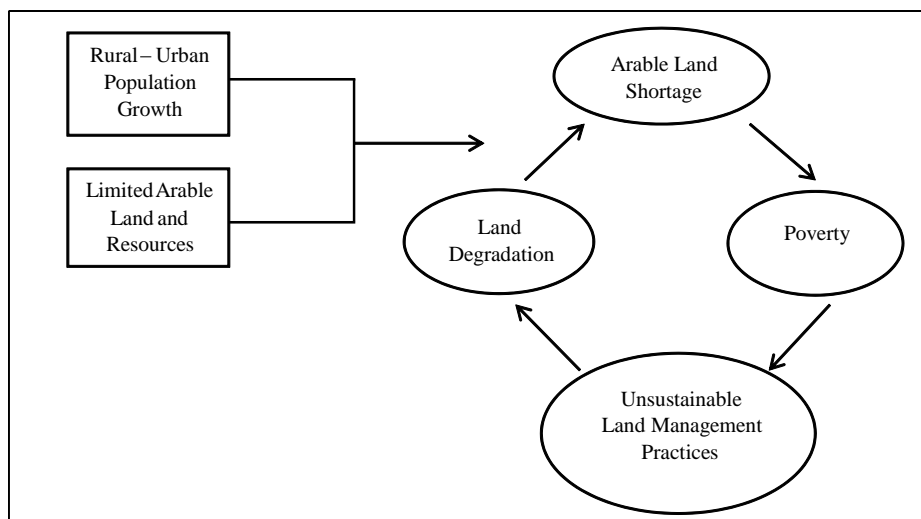 Rural – Urban
Population
Growth
Limited Arable
Land and
Resources
Arable Land
Shortage
Land
Degradation
Poverty
Unsustainable
Land Management
Practices